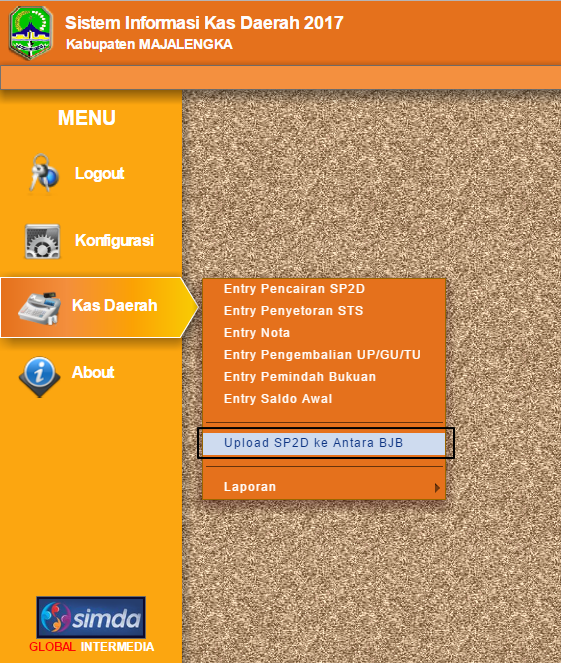 Sistem Informasi Kas Daerah 2017
Kabupaten MAJALENGKA
MENU
Logout
Konfigurasi
Kas Daerah
About
Entry Pencairan SP2D
Entry Penyetoran STS
Entry Nota
Entry Pengembalian UP/GU/TU
Entry Pemindah Bukuan
Entry Saldo Awal
Upload SP2D ke Antara BJB
Laporan
simda
GLOBAL INTERMEDIA